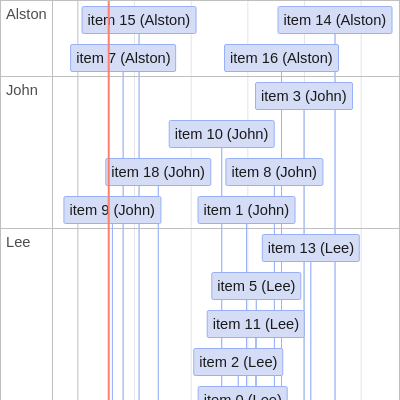 Alston
item 15 (Alston)
item 14 (Alston)
item 7 (Alston)
item 16 (Alston)
John
item 3 (John)
item 10 (John)
item 18 (John)
item 8 (John)
item 9 (John)
item 1 (John)
Lee
item 13 (Lee)
item 5 (Lee)
item 11 (Lee)
item 2 (Lee)
item 0 (Lee)